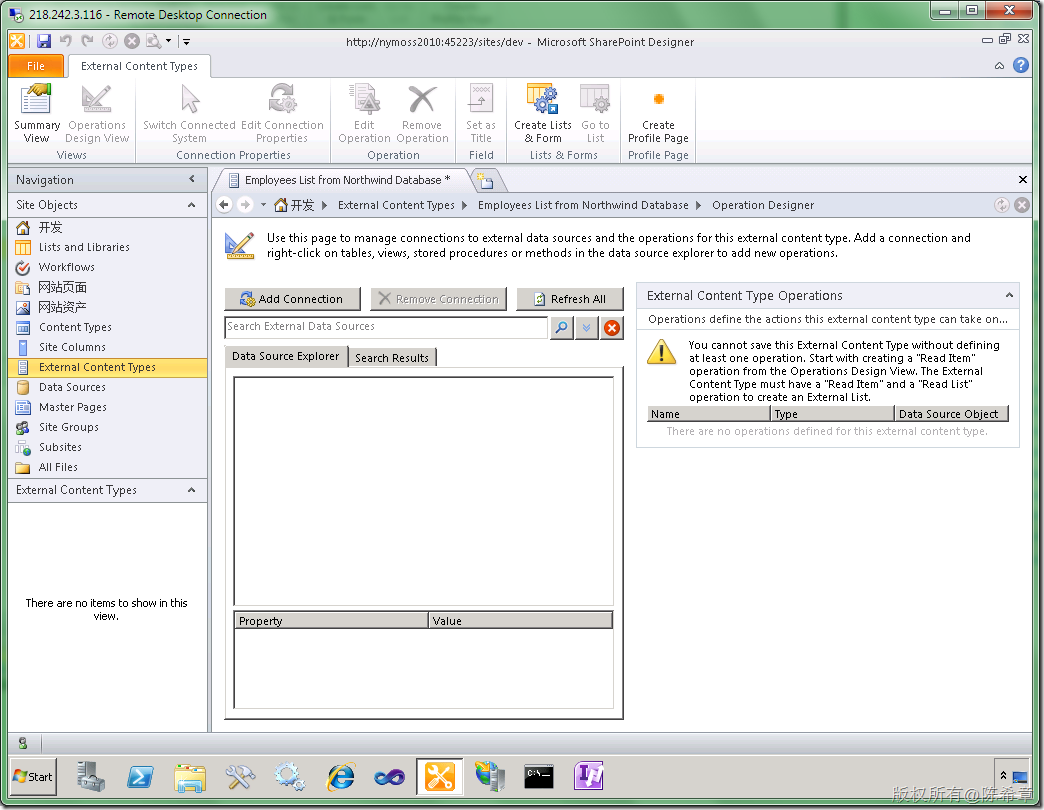 218.242.3.116 - Remote Desktop Connection
http://nymoss2010:45223/sites/dev - Microsoft SharePoint Designer
File
External Content Types
Summary View
Operations Design View
Views
Switch Connected System
Edit Connection Properties
Connection Properties
Edit Operation
Remove Operation
Operation
Set as Title
Field
Create Lists & Form
Go to List
Lists & Forms
Create Profile Page
Profile Page
Navigation
Site Objects
开发
Lists and Libraries
Workflows
网站页面
网站资产
Content Types
Site Columns
External Content Types
Data Sources
Master Pages
Site Groups
Subsites
All Files
External Content Types
There are no items to show in this
view.
Employees List from Northwind Database *
开发 External Content Types Employees List from Northwind Database Operation Designer
Use this page to manage connections to external data sources and the operations for this external content type. Add a connection and
right-click on tables, views, stored procedures or methods in the data source explorer to add new operations.
Add Connection
Remove Connection
Refresh All
Search External Data Sources
Data Source Explorer
Search Results
Property Value
External Content Type Operations
Operations define the actions this external content type can take on...
You cannot save this External Content Type without defining
at least one operation. Start with creating a "Read Item"
operation from the Operations Design View. The External
Content Type must have a "Read Item" and a "Read List"
operation to create an External List.
Name Type Data Source Object
There are no operations defined for this external content type.
Start
版权所有@陈希章